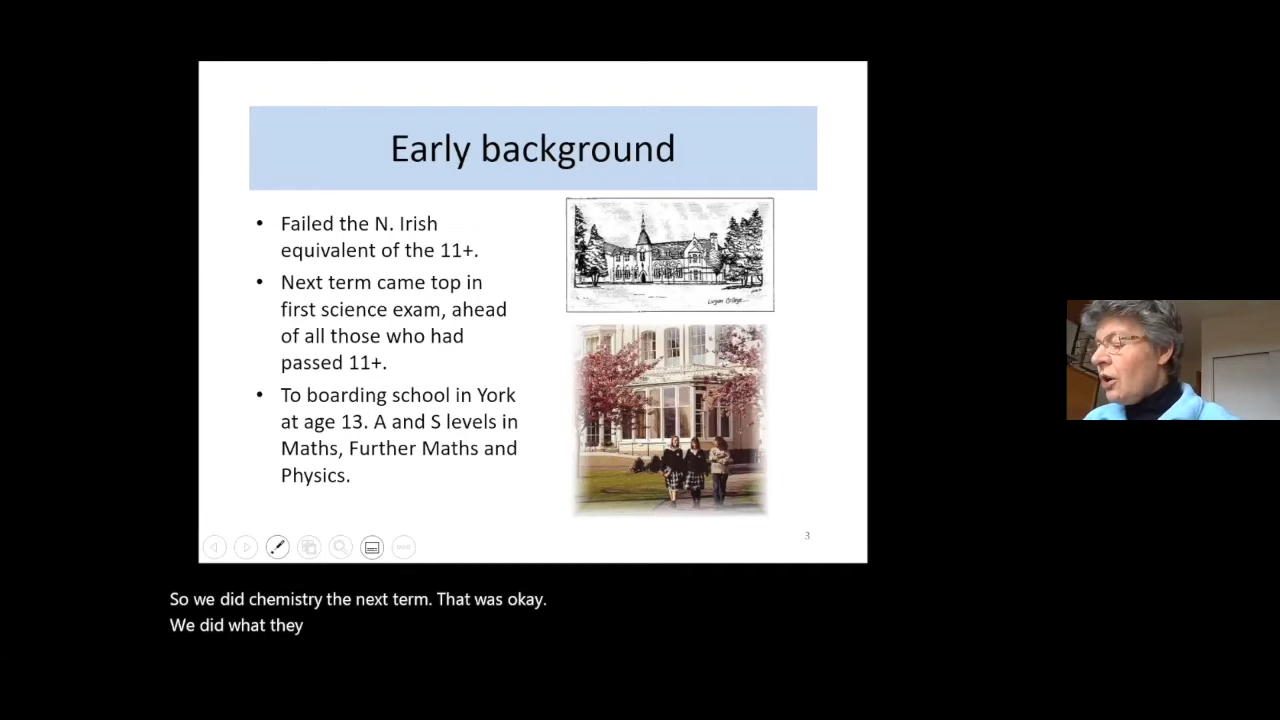 Early background
• Failed the N. Irish
equivalent of the 11+.
• Next term came top in
first science exam, ahead
of all those who had
passed 11+.
• To boarding school in York
at age 13. A and S levels in
Maths, Further Maths and
Physics.
Lurgan College
3
So we did chemistry the next term. That was okay.
We did what they